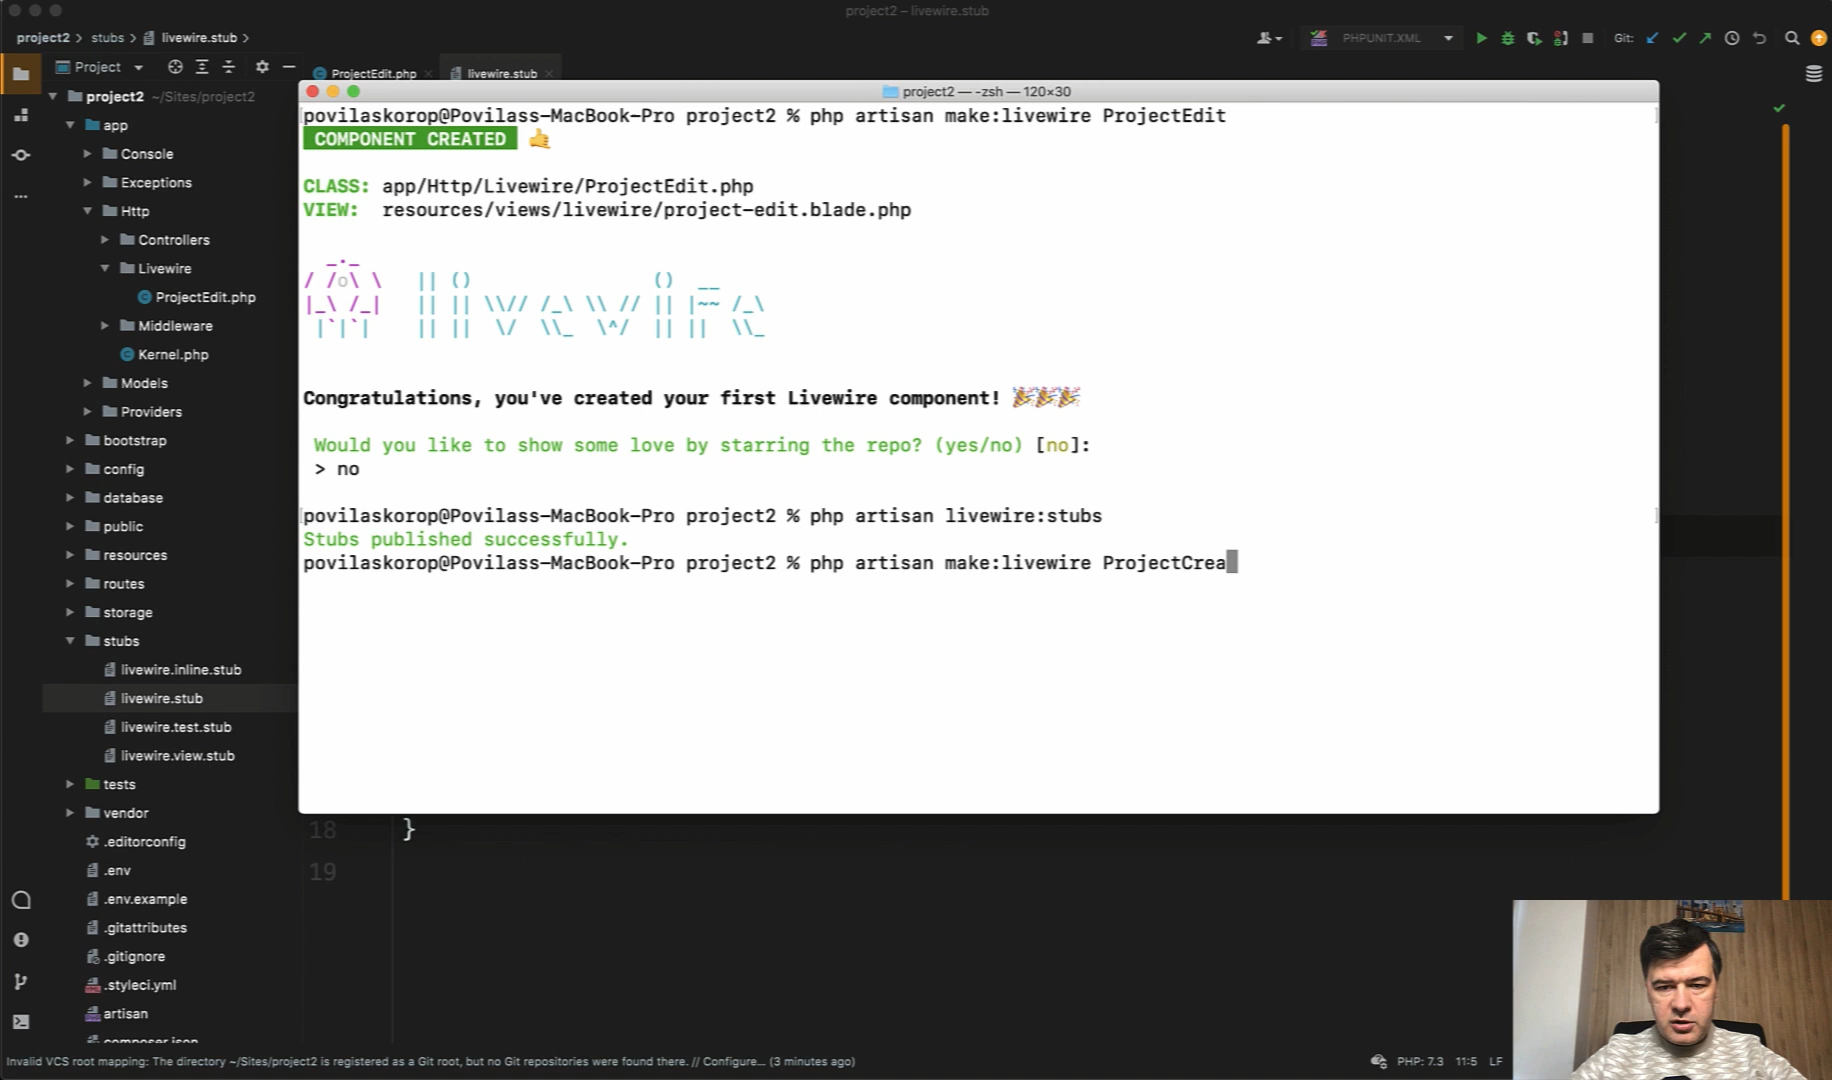 project2 – livewire.stub
project2 > stubs > livewire.stub >
PHPUNIT.XML
Git:
Project
ProjectEdit.php
livewire.stub
project2 ~/Sites/project2
app
Console
Exceptions
Http
Controllers
Livewire
ProjectEdit.php
Middleware
Kernel.php
Models
Providers
bootstrap
config
database
public
resources
routes
storage
stubs
livewire.inline.stub
livewire.stub
livewire.test.stub
livewire.view.stub
tests
vendor
.editorconfig
.env
.env.example
.gitattributes
.gitignore
.styleci.yml
artisan
composer.json
project2 — -zsh — 120×30
povilaskorop@Povilass-MacBook-Pro project2 % php artisan make:livewire ProjectEdit
COMPONENT CREATED 🤙
CLASS: app/Http/Livewire/ProjectEdit.php
VIEW: resources/views/livewire/project-edit.blade.php
Congratulations, you've created your first Livewire component! 🎉🎉🎉
Would you like to show some love by starring the repo? (yes/no) [no]:
> no
povilaskorop@Povilass-MacBook-Pro project2 % php artisan livewire:stubs
Stubs published successfully.
povilaskorop@Povilass-MacBook-Pro project2 % php artisan make:livewire ProjectCrea
18 }
19
Invalid VCS root mapping: The directory ~/Sites/project2 is registered as a Git root, but no Git repositories were found there. // Configure... (3 minutes ago)
PHP: 7.3 11:5 LF